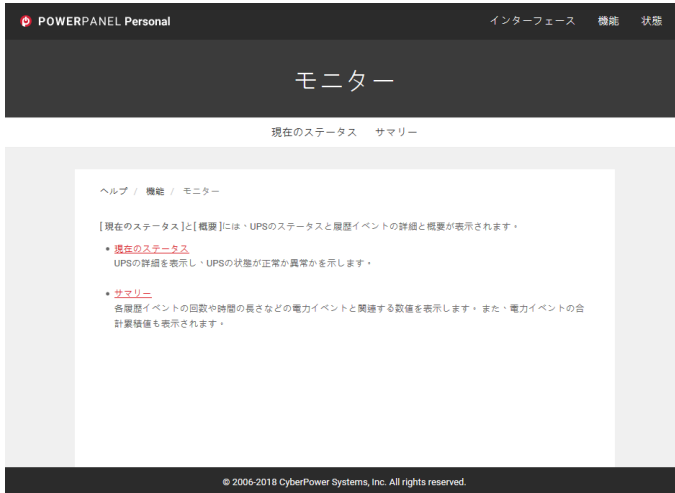 POWERPANEL Personal
インターフェース 機能 状態
モニター
現在のステータス サマリー
ヘルプ / 機能 / モニター
[現在のステータス]と[概要]には、UPSのステータスと履歴イベントの詳細と概要が表示されます。
• 現在のステータス
UPSの詳細を表示し、UPSの状態が正常か異常かを示します。
• サマリー
各履歴イベントの回数や時間の長さなどの電力イベントと関連する数値を表示します。また、電力イベントの合
計累積値も表示されます。
© 2006-2018 CyberPower Systems, Inc. All rights reserved.